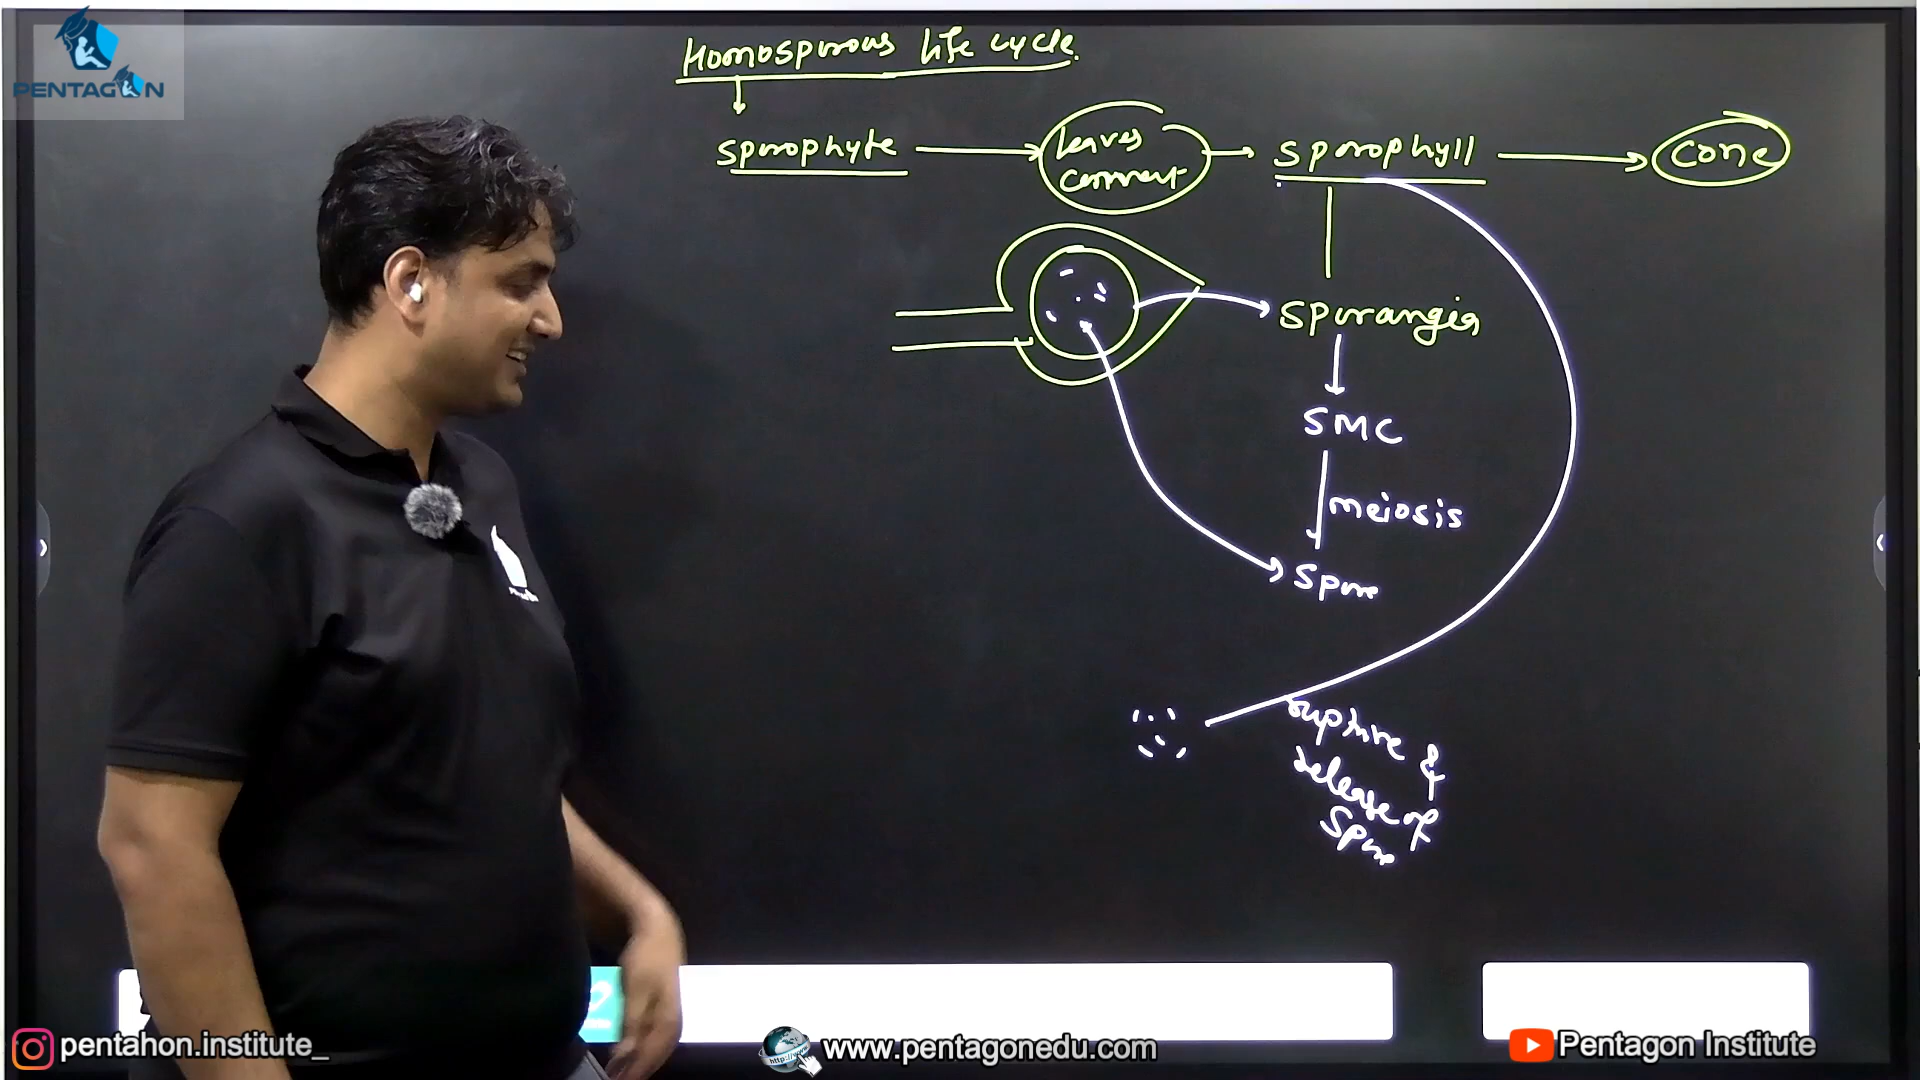 PENTAGON
Homosporous life cycle.
sporophyte
leaves
convert
sporophyll
cone
sporangia
SMC
meiosis
Spore
rupture &
release of
Spore
pentahon.institute_
www.pentagonedu.com
Pentagon Institute